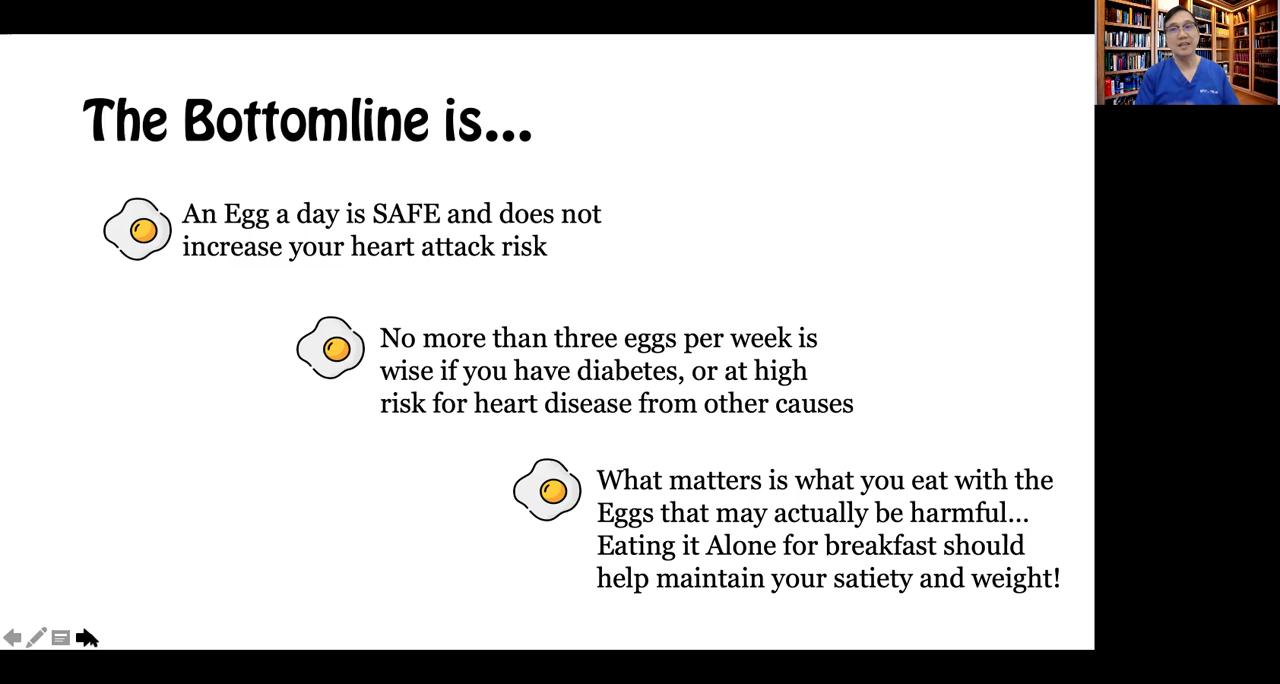 The Bottomline is...
An Egg a day is SAFE and does not
increase your heart attack risk
No more than three eggs per week is
wise if you have diabetes, or at high
risk for heart disease from other causes
What matters is what you eat with the
Eggs that may actually be harmful...
Eating it Alone for breakfast should
help maintain your satiety and weight!